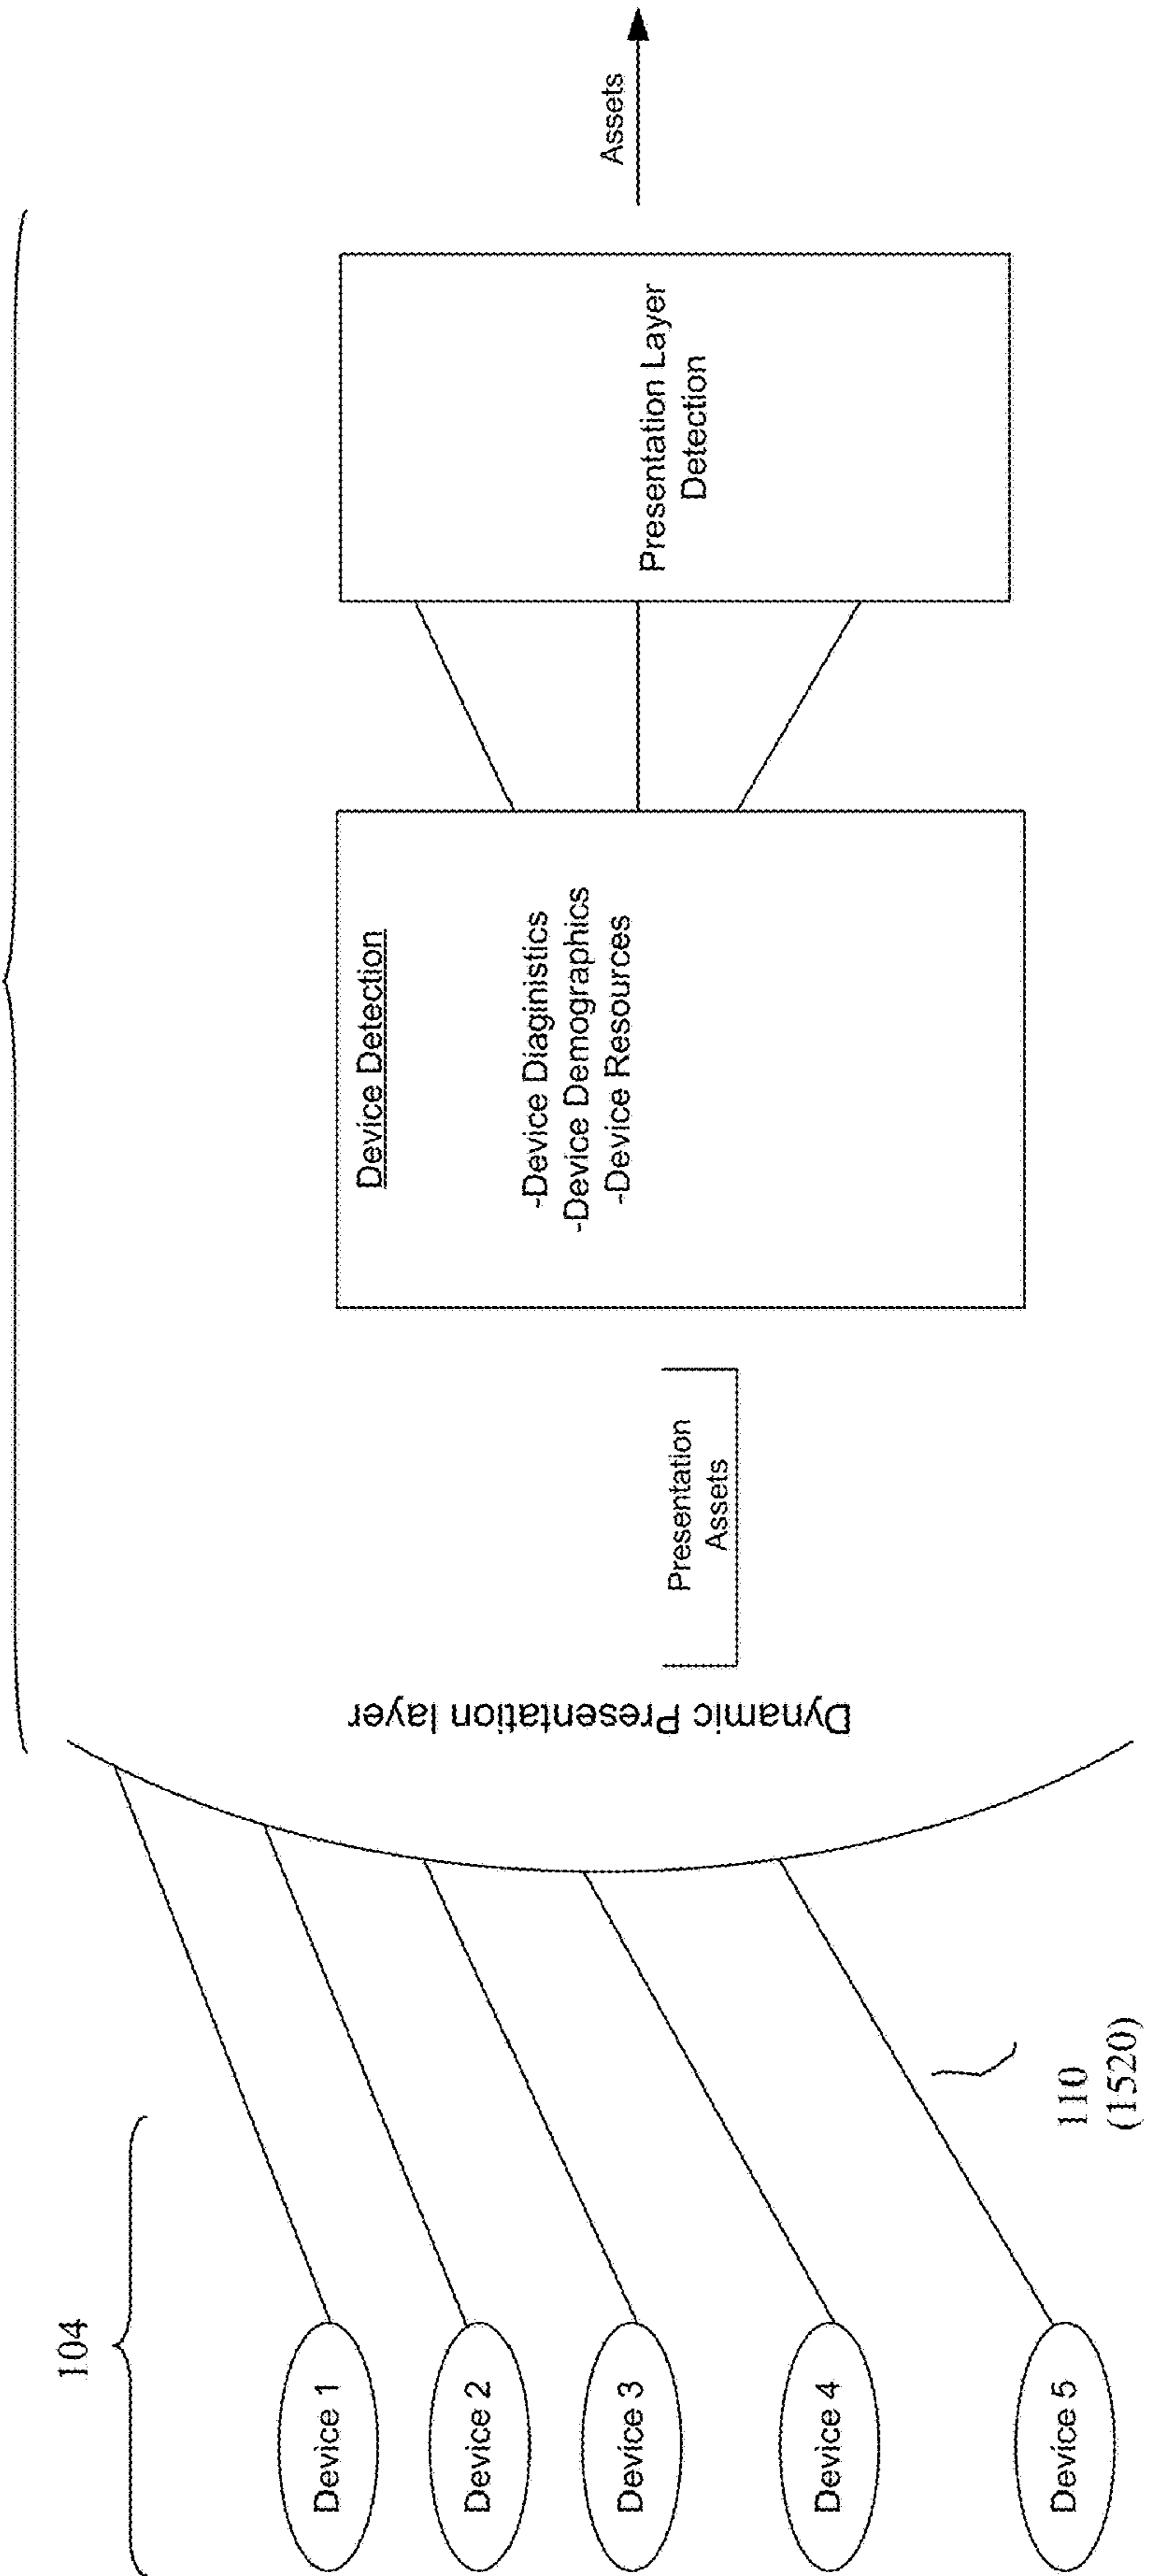 104
Device 1
Device 2
Device 3
Device 4
Device 5
110
(1520)
Dynamic Presentation layer
Presentation
Assets
Device Detection
-Device Diaginistics
-Device Demographics
-Device Resources
Presentation Layer
Detection
Assets